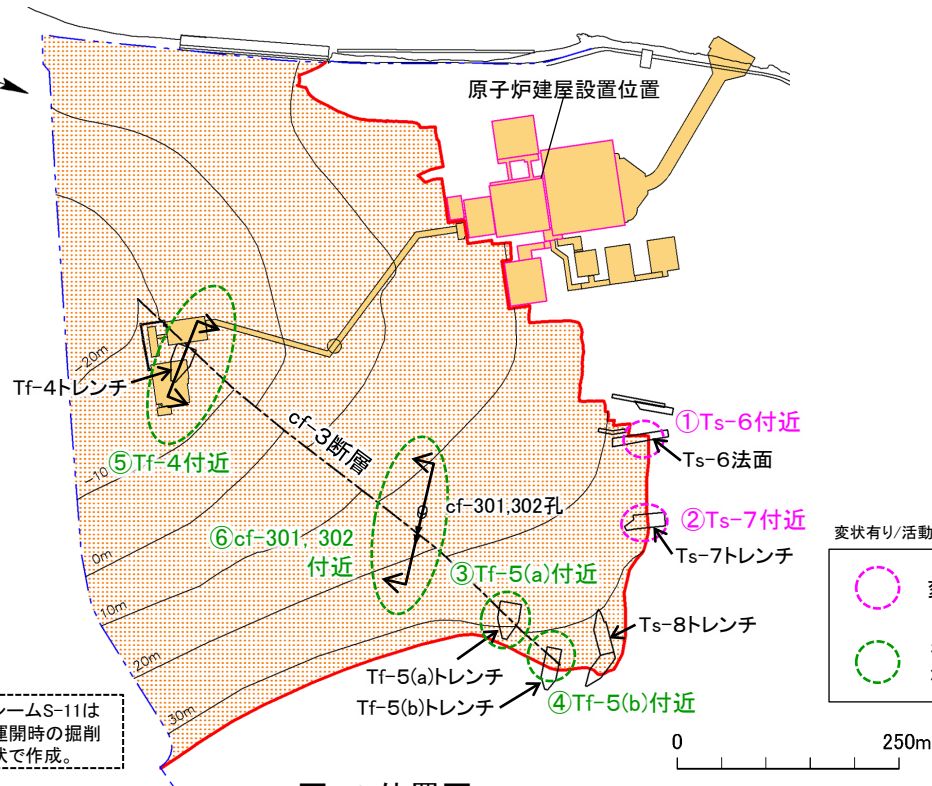 原子炉建屋設置位置
-20m
Tf-4トレンチ
cf-3断層
①Ts-6付近
Ts-6法面
⑤Tf-4付近
-10
cf-301,302孔
②Ts-7付近
⑥cf-301, 302
付近
Ts-7トレンチ
変状有り/活動
0m
③Tf-5(a)付近
10m
Ts-8トレンチ
20m
Tf-5(a)トレンチ
Tf-5(b)トレンチ
④Tf-5(b)付近
30m
ームS-11は
運開時の掘削
状で作成。
0
250m